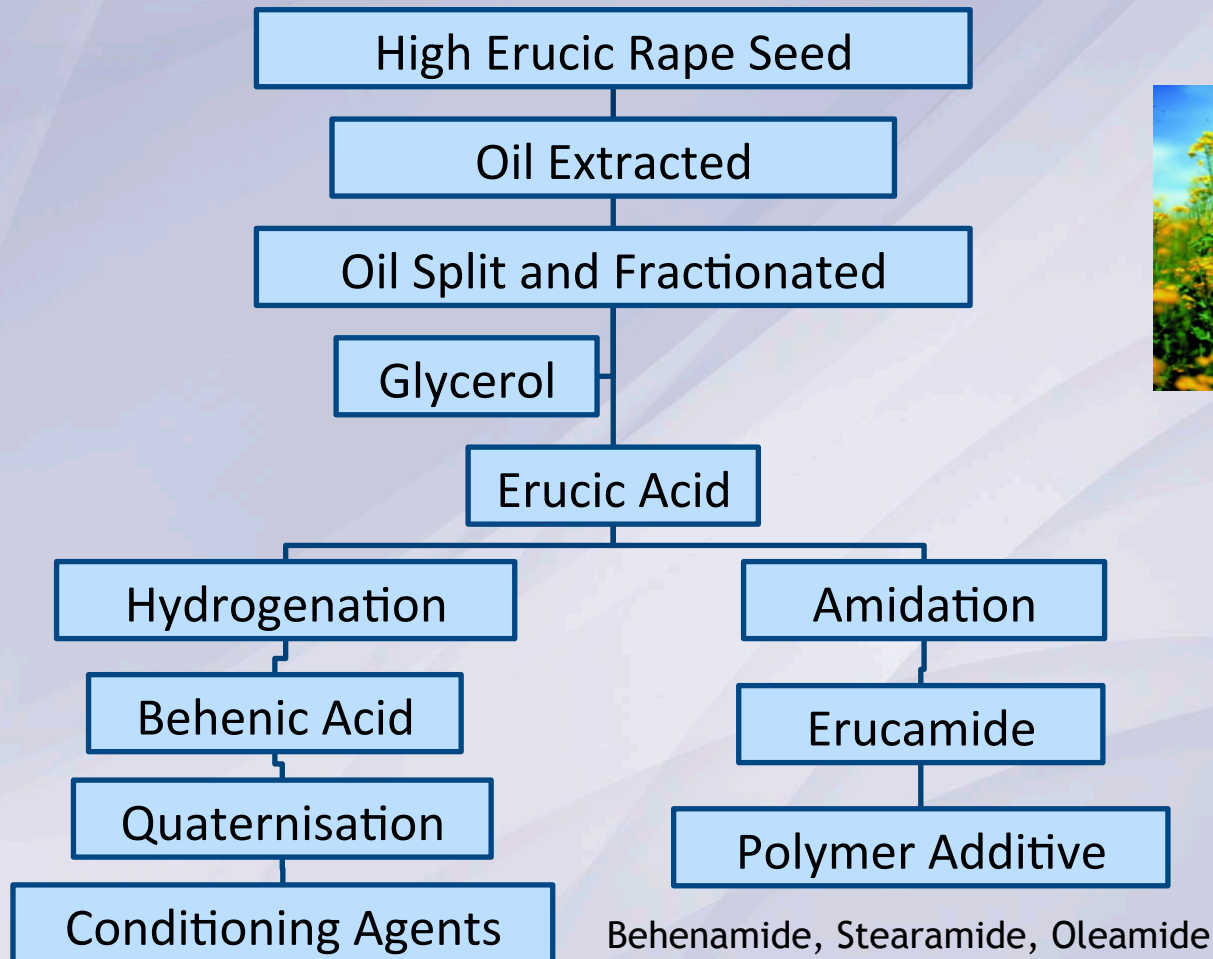 High Erucic Rape Seed
Oil Extracted
Oil Split and Fractionated
Glycerol
Erucic Acid
Hydrogenation
Amidation
Behenic Acid
Erucamide
Quaternisation
Polymer Additive
Conditioning Agents
Behenamide, Stearamide, Oleamide